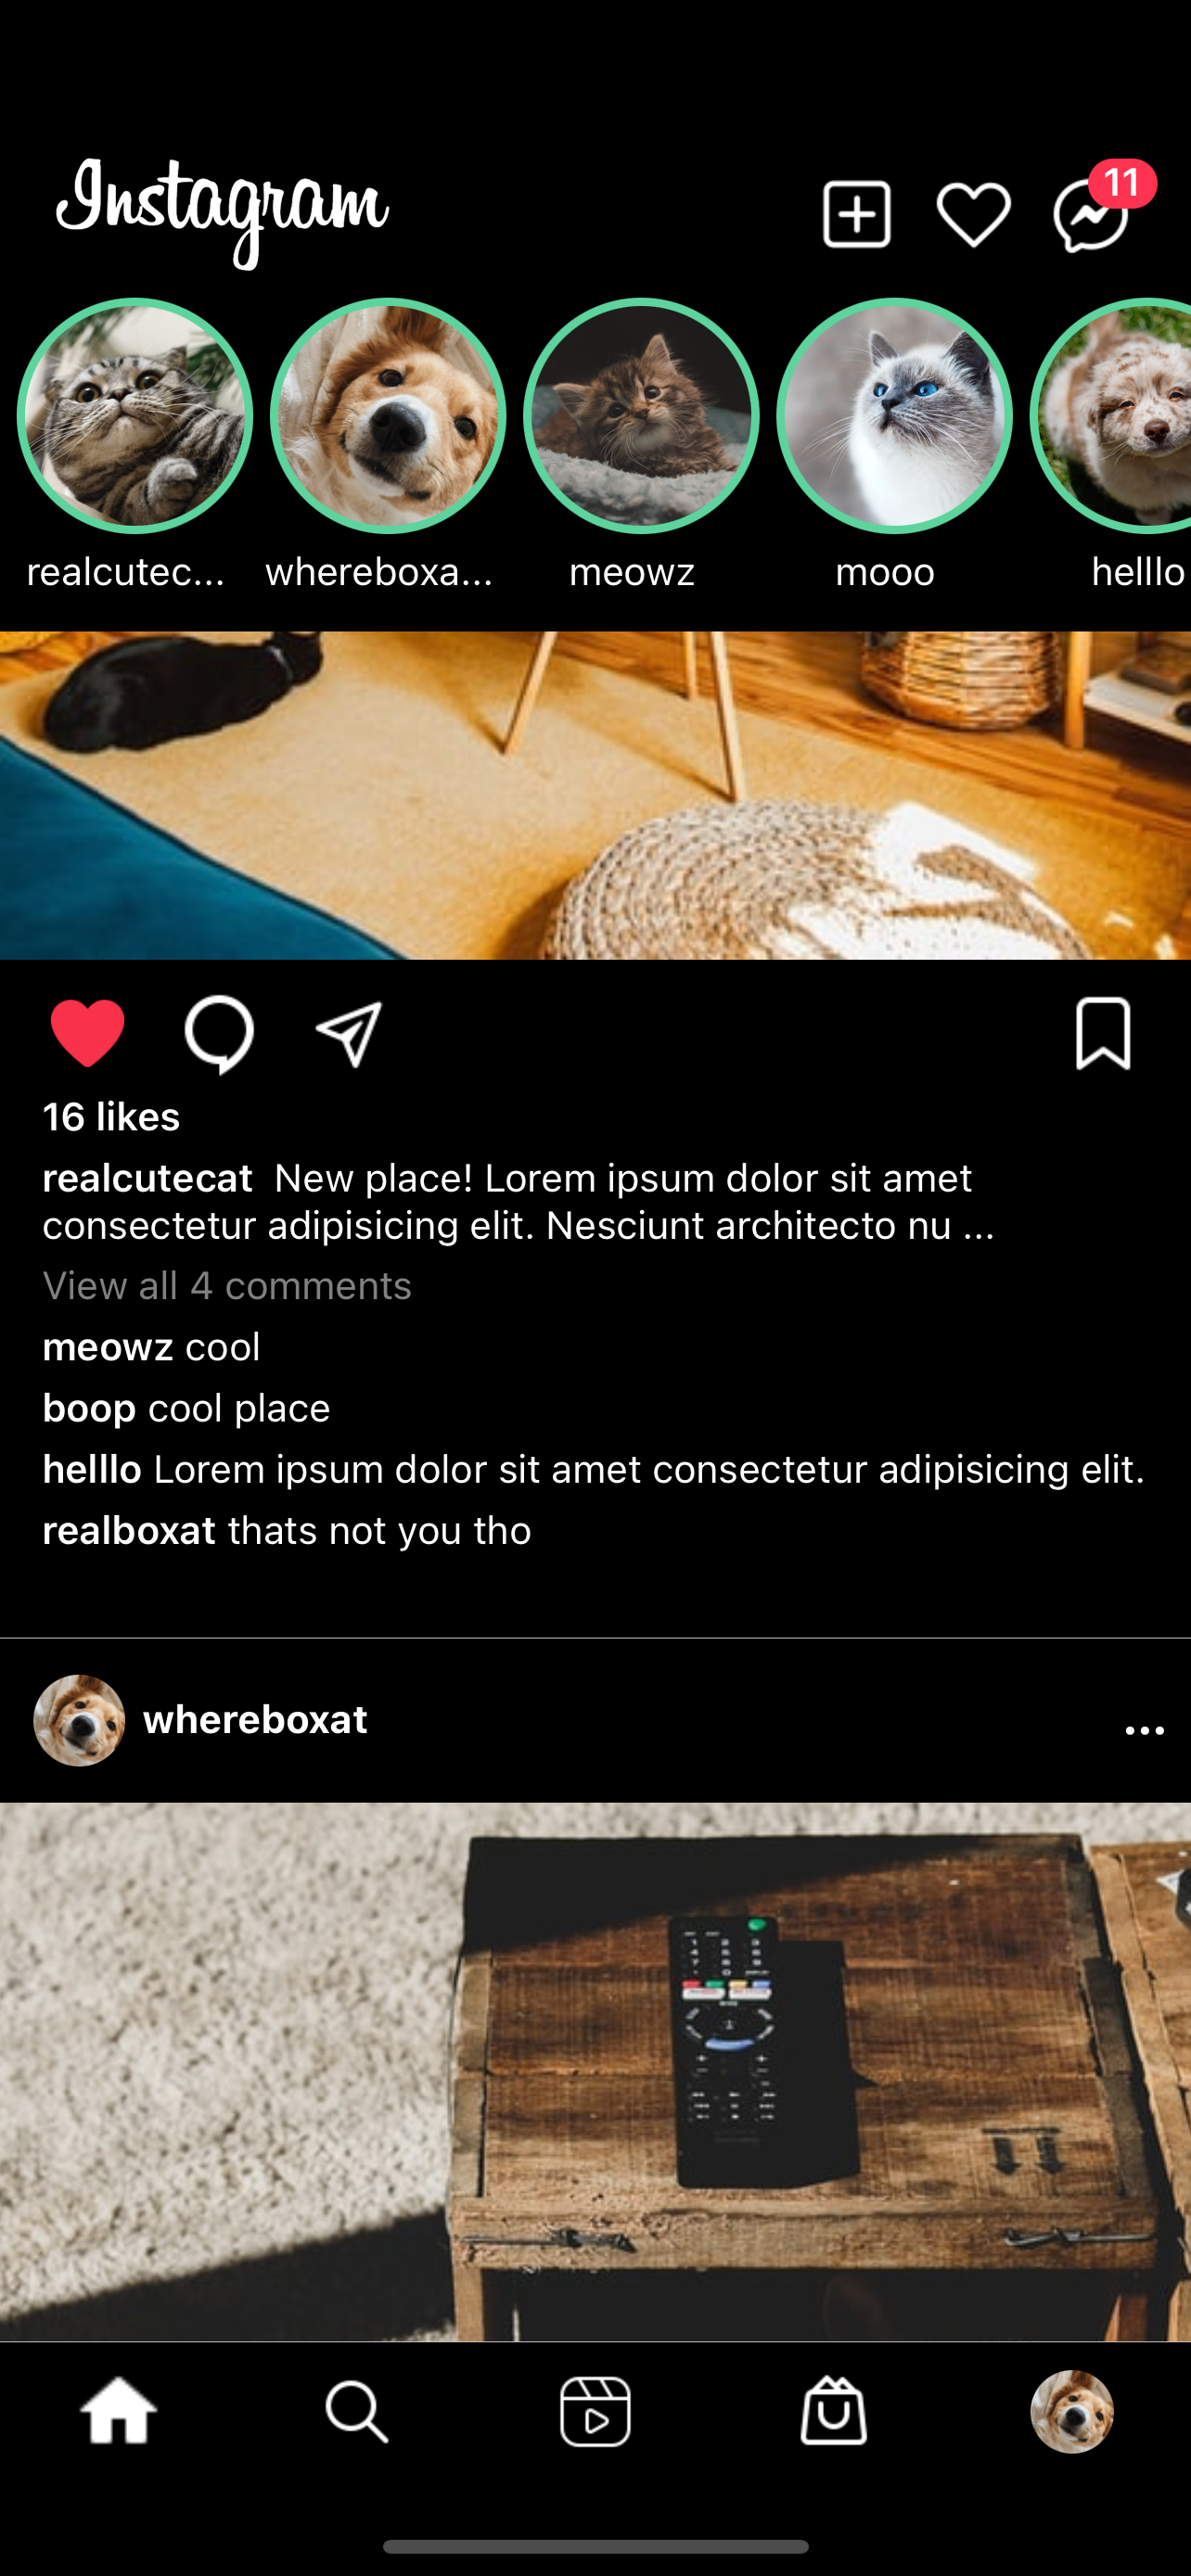 Instagram
11
realcutec...
whereboxa...
meowz
mooo
helllo
16 likes
realcutecat New place! Lorem ipsum dolor sit amet
consectetur adipisicing elit. Nesciunt architecto nu ...
View all 4 comments
meowz cool
boop cool place
helllo Lorem ipsum dolor sit amet consectetur adipisicing elit.
realboxat thats not you tho
whereboxat